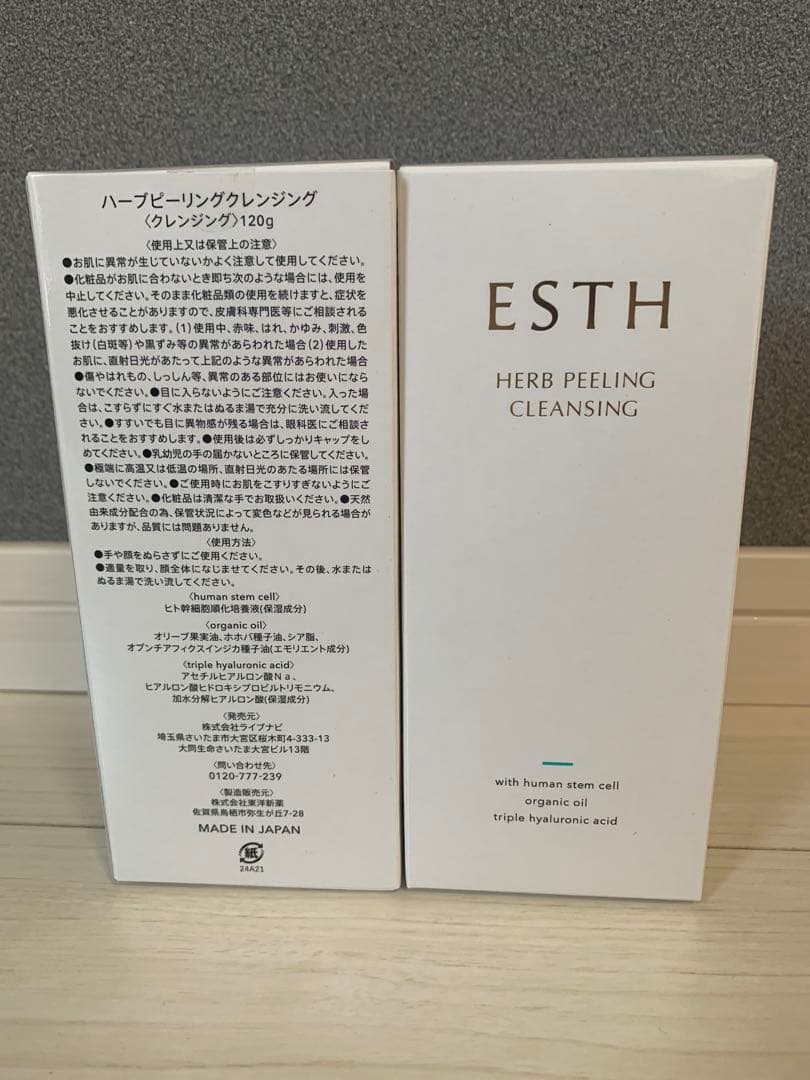 ハーブピーリングクレンジング
〈クレンジング〉120g
〈使用上又は保管上の注意〉
●お肌に異常が生じていないかよく注意して使用してください。
●化粧品がお肌に合わないとき即ち次のような場合には、使用を
中止してください。そのまま化粧品類の使用を続けますと、症状を
悪化させることがありますので、皮膚科専門医等にご相談される
ことをおすすめします。(1)使用中、赤味、はれ、かゆみ、刺激、色
抜け(白斑等)や黒ずみ等の異常があらわれた場合(2)使用した
お肌に、直射日光があたって上記のような異常があらわれた場合
●傷やはれもの、しっしん等、異常のある部位にはお使いになら
ないでください。●目に入らないようにご注意ください。入った場
合は、こすらずにすぐ水またはぬるま湯で充分に洗い流してくだ
さい。●すすいでも目に異物感が残る場合は、眼科医にご相談さ
れることをおすすめします。●使用後は必ずしっかりキャップをし
めてください。●乳幼児の手の届かないところに保管してください。
●極端に高温又は低温の場所、直射日光のあたる場所には保管
しないでください。●ご使用時にお肌をこすりすぎないようにご
注意ください。●化粧品は清潔な手でお取扱いください。●天然
由来成分配合の為、保管状況によって変色などが見られる場合が
ありますが、品質には問題ありません。
〈使用方法〉
●手や顔をぬらさずにご使用ください。
●適量を取り、顔全体になじませてください。その後、水または
ぬるま湯で洗い流してください。
〈human stem cell〉
ヒト幹細胞順化培養液(保湿成分)
〈organic oil〉
オリーブ果実油、ホホバ種子油、シア脂、
オプンチアフィクスインジカ種子油(エモリエント成分)
〈triple hyaluronic acid〉
アセチルヒアルロン酸Na、
ヒアルロン酸ヒドロキシプロピルトリモニウム、
加水分解ヒアルロン酸(保湿成分)
〈発売元〉
株式会社ライブナビ
埼玉県さいたま市大宮区桜木町4-333-13
大同生命さいたま大宮ビル13階
〈問い合わせ先〉
0120-777-239
〈製造販売元〉
株式会社東洋新薬
佐賀県鳥栖市弥生が丘7-28
MADE IN JAPAN
紙
24A21
ESTH
HERB PEELING
CLEANSING
with human stem cell
organic oil
triple hyaluronic acid